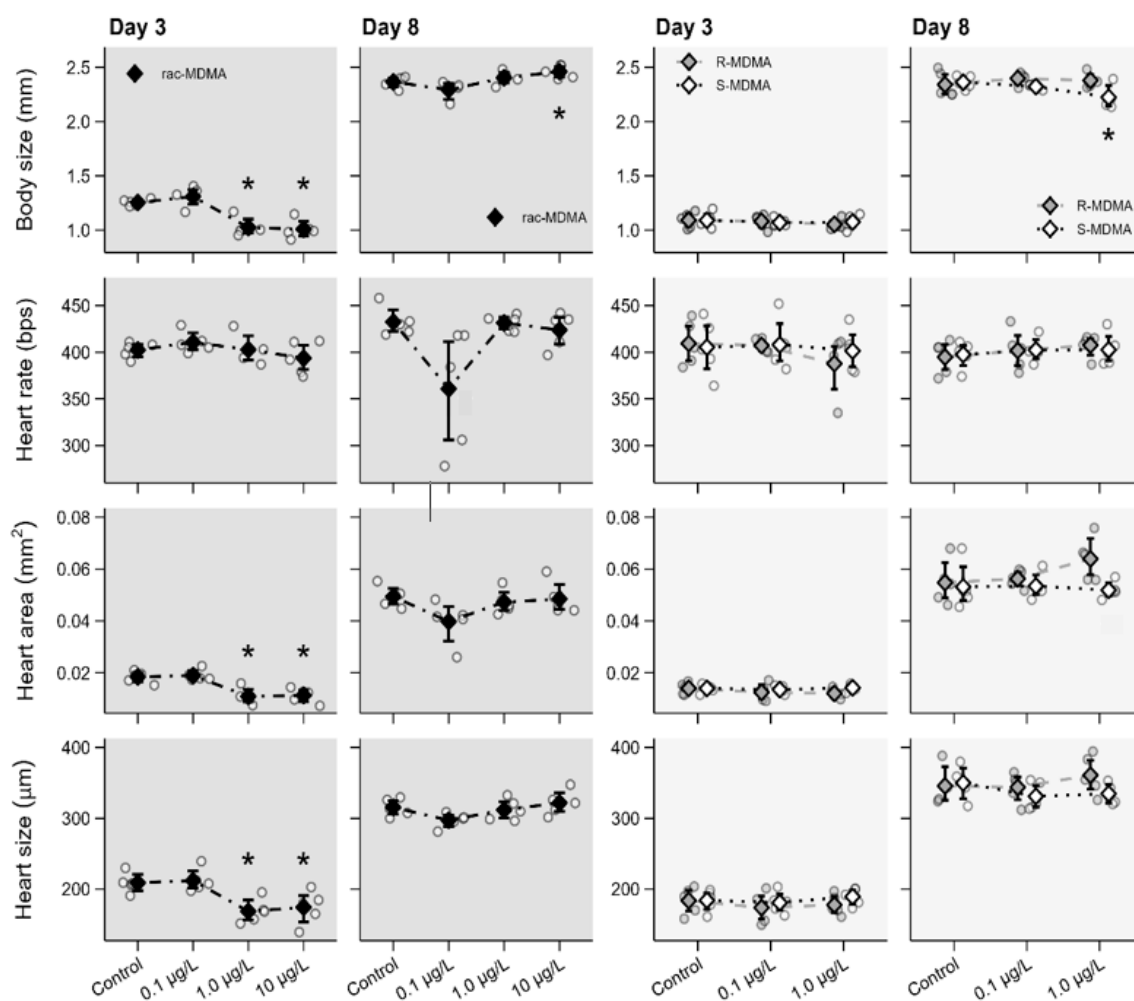 Day 3 Day 8 Day 3 Day 8
Body size (mm)
2.5
2.0
1.5
1.0
rac-MDMA
* *
rac-MDMA
*
R-MDMA
S-MDMA
*
R-MDMA
S-MDMA
Heart rate (bps)
450
400
350
300
Heart area (mm²)
0.08
0.06
0.04
0.02
* *
Heart size (µm)
400
300
200
* *
Control 0.1 µg/L 1.0 µg/L 10 µg/L Control 0.1 µg/L 1.0 µg/L 10 µg/L Control 0.1 µg/L 1.0 µg/L Control 0.1 µg/L 1.0 µg/L